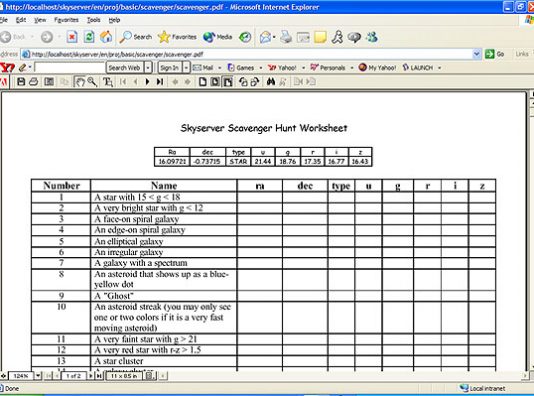 http://localhost/skyserver/en/proj/basic/scavenger/scavenger.pdf - Microsoft Internet Explorer
File Edit View Favorites Tools Help
Back Search Favorites
Address http://localhost/skyserver/en/proj/basic/scavenger/scavenger.pdf Go Links
Search Web Sign In Mail Games Yahoo! Personals My Yahoo! LAUNCH
Skyserver Scavenger Hunt Worksheet
Ra dec type u g r i z
16.09721 -0.73715 STAR 21.44 18.76 17.35 16.77 16.43
Number Name ra dec type u g r i z
1 A star with 15 < g < 18
2 A very bright star with g < 12
3 A face-on spiral galaxy
4 An edge-on spiral galaxy
5 An elliptical galaxy
6 An irregular galaxy
7 A galaxy with a spectrum
8 An asteroid that shows up as a blue-
yellow dot
9 A "Ghost"
10 An asteroid streak (you may only see
one or two colors if it is a very fast
moving asteroid)
11 A very faint star with g > 21
12 A very red star with r-z > 1.5
13 A star cluster
124% 1 of 2 11 x 8.5 in
Done Local intranet